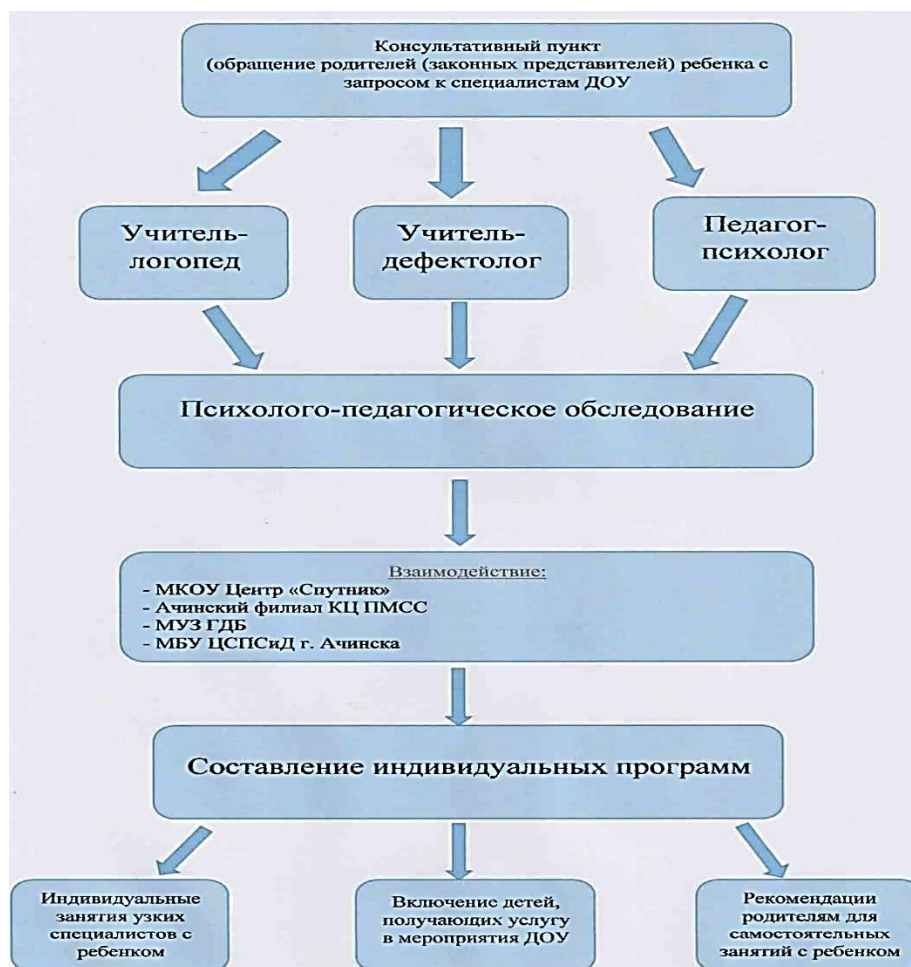 Консультативный пункт
(обращение родителей (законных представителей) ребенка с
запросом к специалистам ДОУ
Учитель-
логопед
Учитель-
дефектолог
Педагог-
психолог
Психолого-педагогическое обследование
Взаимодействие:
- МКОУ Центр «Спутник»
- Ачинский филиал КЦ ПМСС
- МУЗ ГДБ
- МБУ ЦСПСиД г. Ачинска
Составление индивидуальных программ
Индивидуальные
занятия узких
специалистов с
ребенком
Включение детей,
получающих услугу
в мероприятия ДОУ
Рекомендации
родителям для
самостоятельных
занятий с ребенком